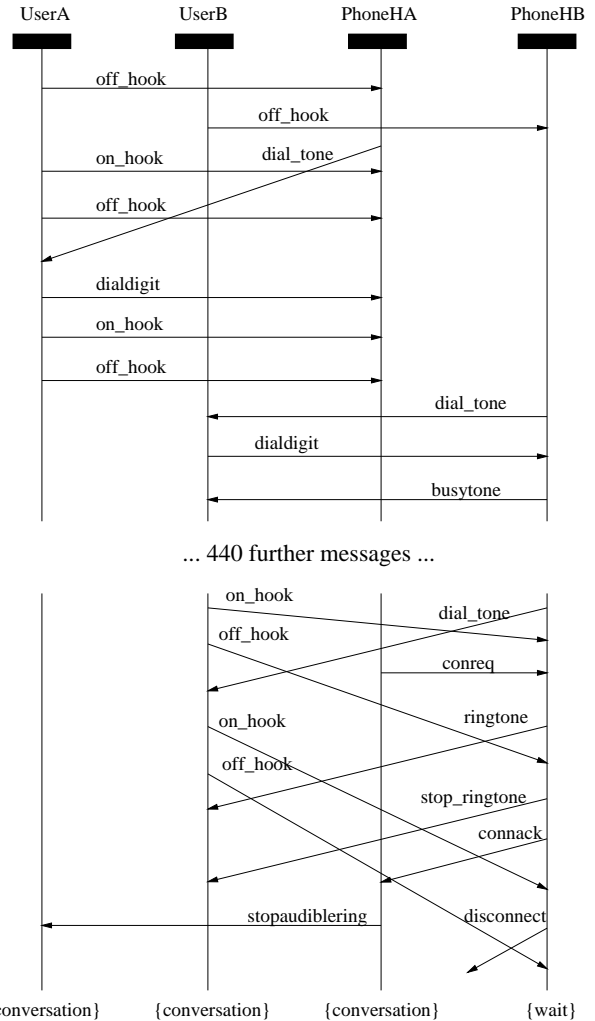 UserA UserB PhoneHA PhoneHB
off_hook
off_hook
dial_tone
on_hook
off_hook
dialdigit
on_hook
off_hook
dial_tone
dialdigit
busytone
... 440 further messages ...
on_hook
dial_tone
off_hook
conreq
ringtone
on_hook
off_hook
stop_ringtone
connack
stopaudiblering
disconnect
conversation} {conversation} {conversation} {wait}